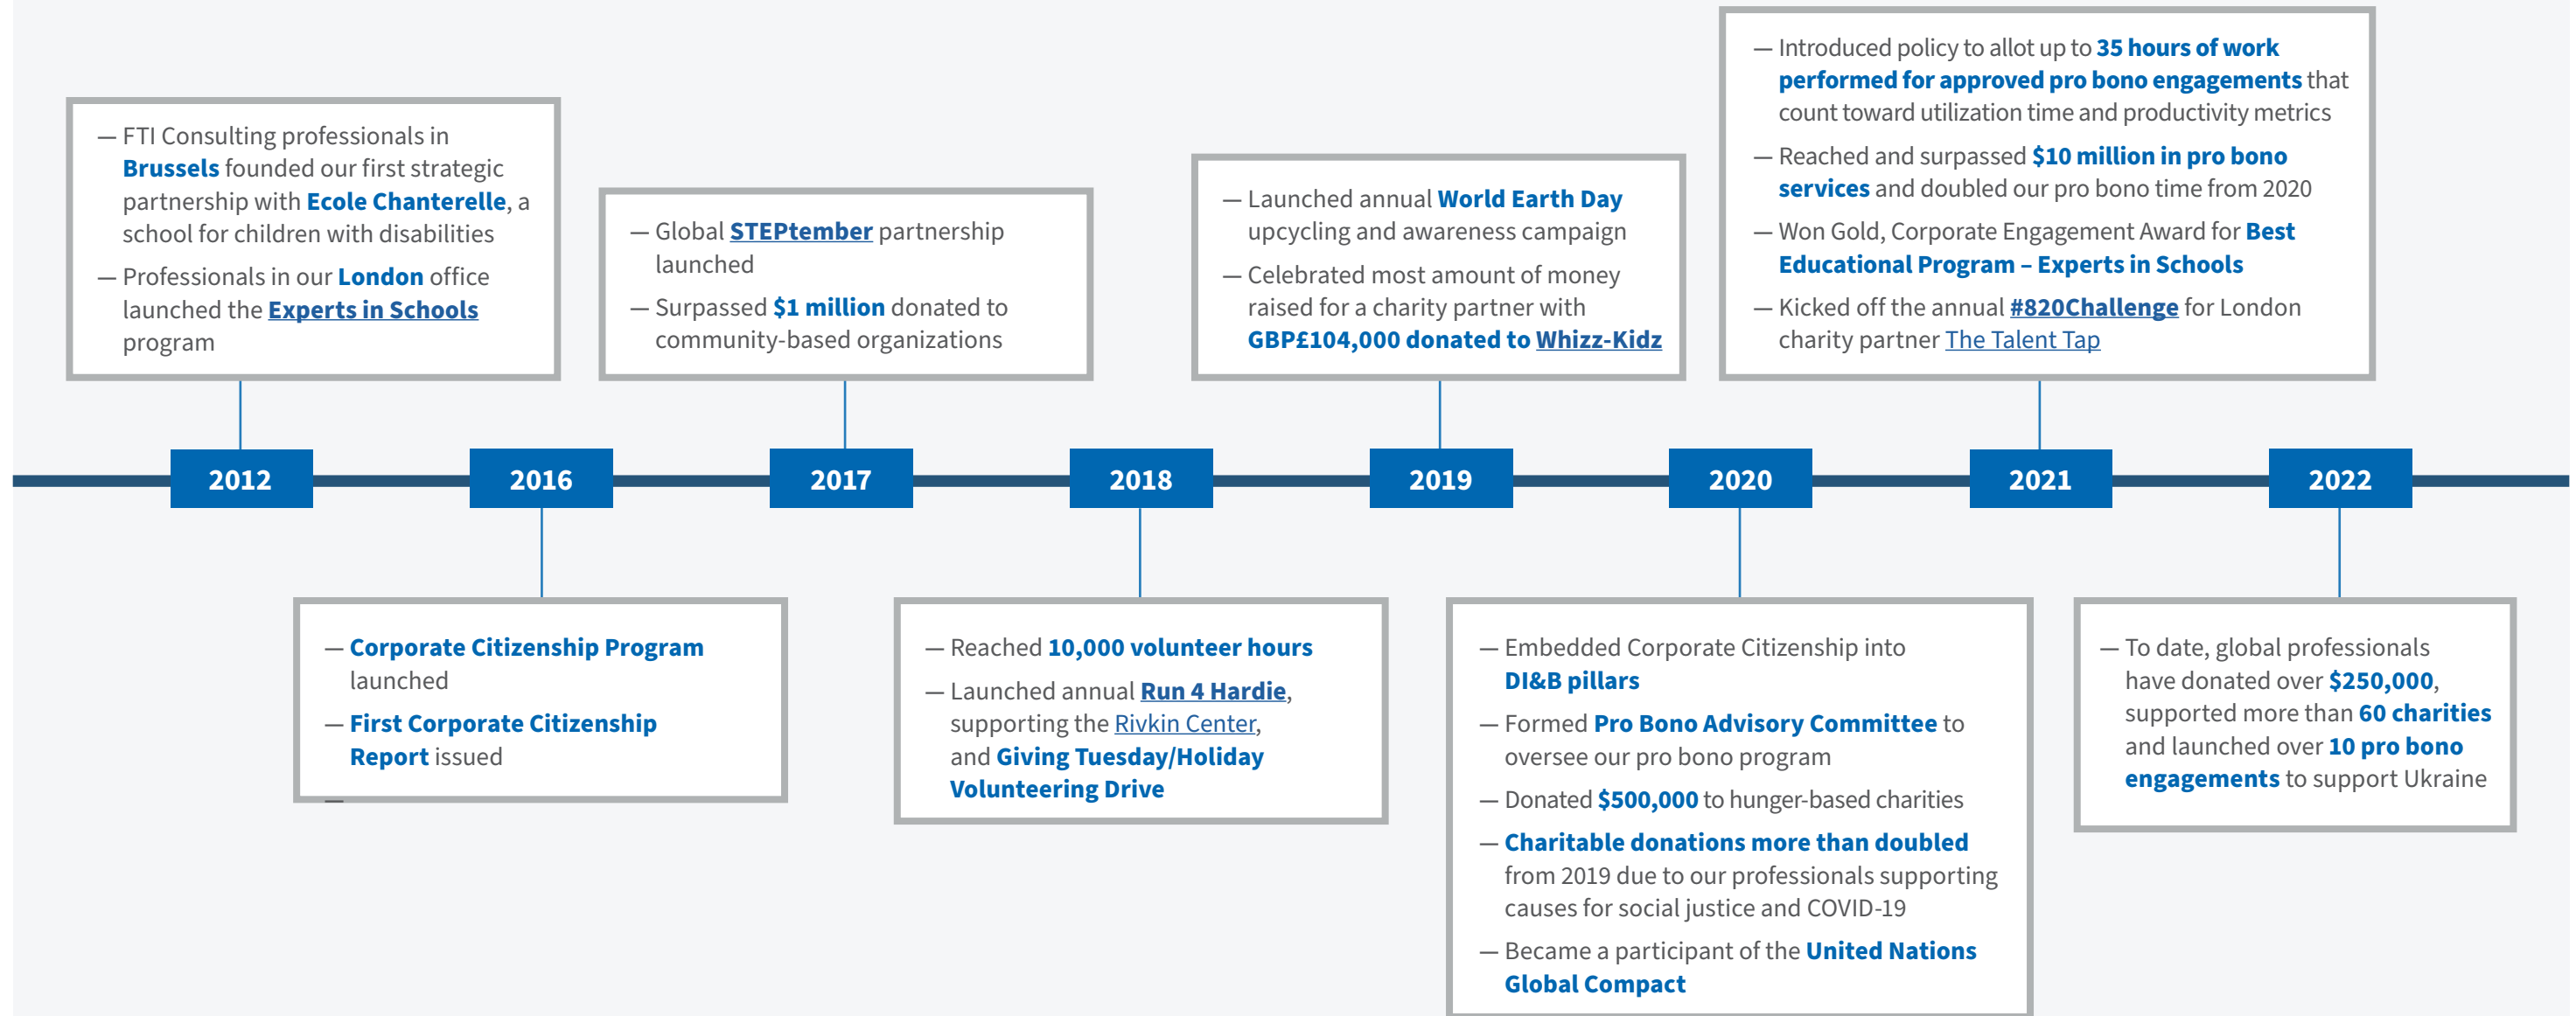 — FTI Consulting professionals in
Brussels founded our first strategic
partnership with Ecole Chanterelle, a
school for children with disabilities
— Professionals in our London office
launched the Experts in Schools
program
— Global STEPtember partnership
launched
— Surpassed $1 million donated to
community-based organizations
— Launched annual World Earth Day
upcycling and awareness campaign
— Celebrated most amount of money
raised for a charity partner with
GBP£104,000 donated to Whizz-Kidz
— Introduced policy to allot up to 35 hours of work
performed for approved pro bono engagements that
count toward utilization time and productivity metrics
— Reached and surpassed $10 million in pro bono
services and doubled our pro bono time from 2020
— Won Gold, Corporate Engagement Award for Best
Educational Program – Experts in Schools
— Kicked off the annual #820Challenge for London
charity partner The Talent Tap
2012
2016
2017
2018
2019
2020
2021
2022
— Corporate Citizenship Program
launched
— First Corporate Citizenship
Report issued
—
— Reached 10,000 volunteer hours
— Launched annual Run 4 Hardie,
supporting the Rivkin Center,
and Giving Tuesday/Holiday
Volunteering Drive
— Embedded Corporate Citizenship into
DI&B pillars
— Formed Pro Bono Advisory Committee to
oversee our pro bono program
— Donated $500,000 to hunger-based charities
— Charitable donations more than doubled
from 2019 due to our professionals supporting
causes for social justice and COVID-19
— Became a participant of the United Nations
Global Compact
— To date, global professionals
have donated over $250,000,
supported more than 60 charities
and launched over 10 pro bono
engagements to support Ukraine